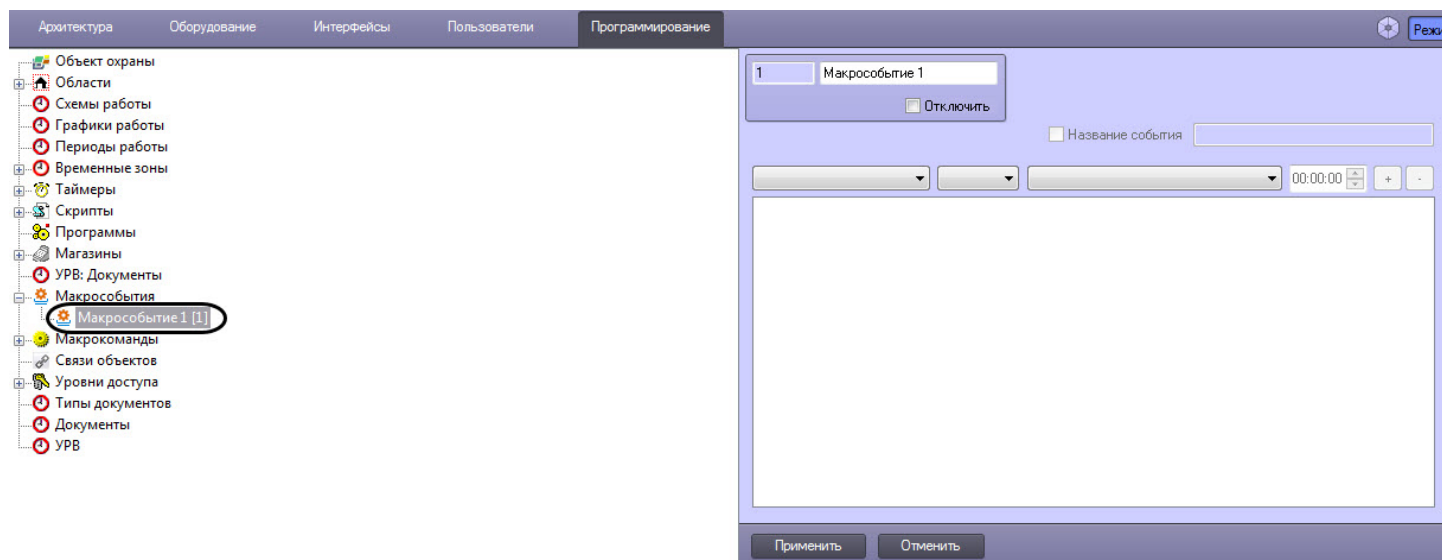 Архитектура Оборудование Интерфейсы Пользователи Программирование Режи
Объект охраны
Области
Схемы работы
Графики работы
Периоды работы
Временные зоны
Таймеры
Скрипты
Программы
Магазины
УРВ: Документы
Макрособытия
Макрособытие 1 [1]
Макрокоманды
Связи объектов
Уровни доступа
Типы документов
Документы
УРВ
1 Макрособытие 1
Отключить
Название события
00:00:00 + -
Применить Отменить